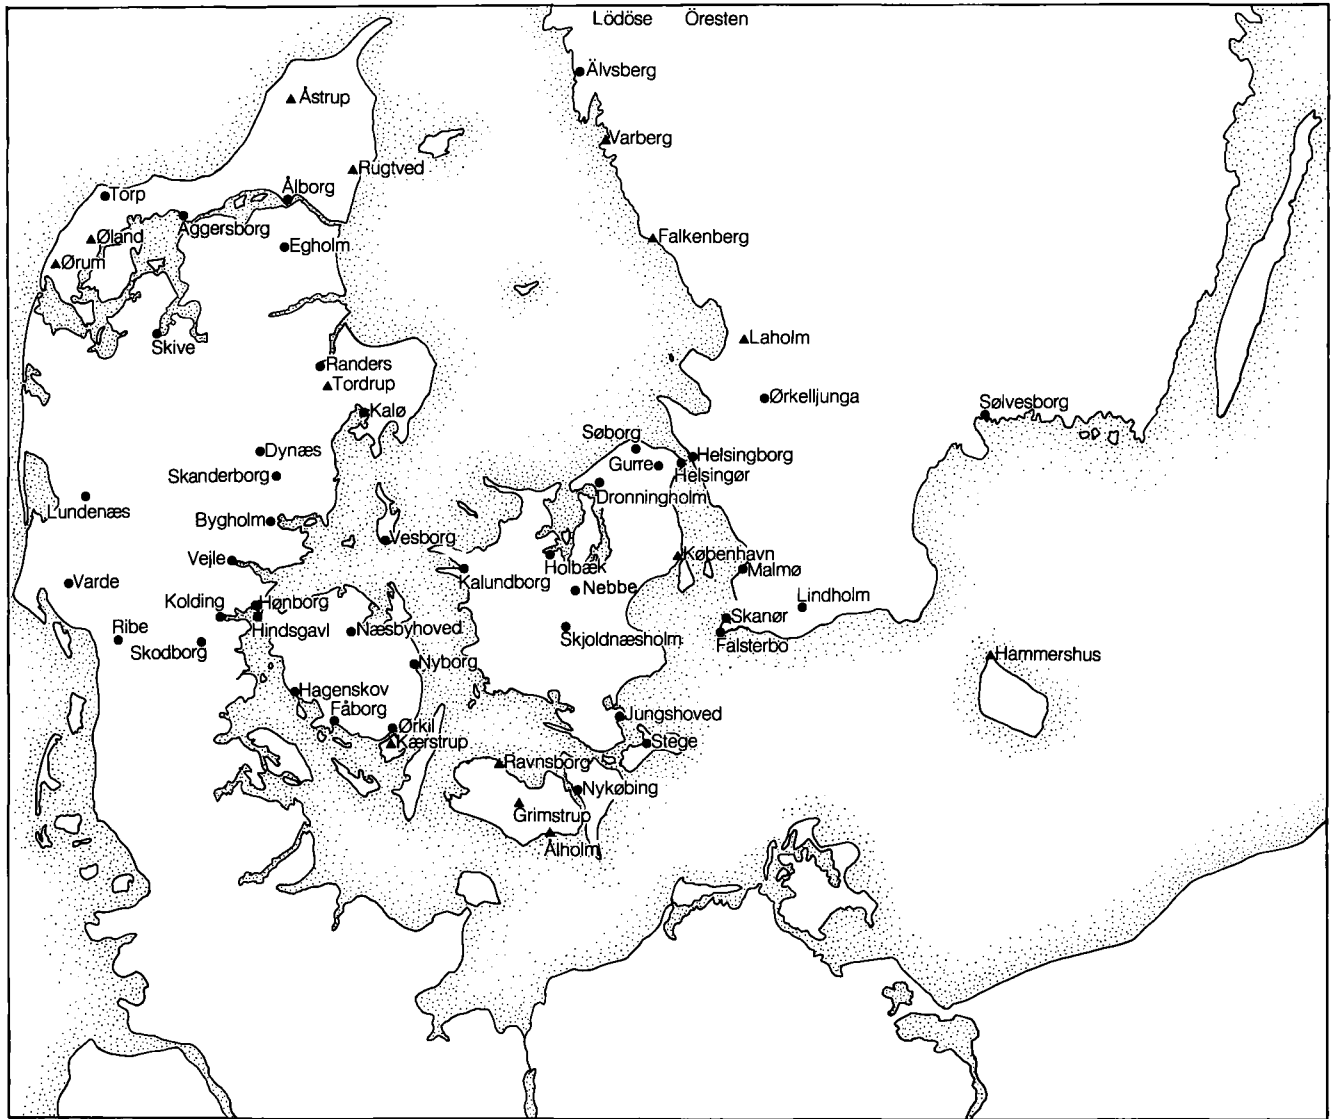 Lödöse Öresten
Älvsberg
Åstrup
Varberg
Rugtved
Ålborg
Torp
Aggersborg
Øland
Falkenberg
Egholm
Ørum
Laholm
Skive
Randers
Tordrup
Ørkelljunga
Sølvesborg
Kalø
Søborg
Dynæs
Helsingborg
Gurre
Helsingør
Skanderborg
Dronningholm
Lundenæs
Bygholm
Vesborg
København
Vejle
Holbæk
Malmø
Kalundborg
Varde
Nebbe
Lindholm
Kolding
Hønborg
Skanør
Ribe
Hindsgavl
Næsbyhoved
Skjoldnæsholm
Falsterbo
Skodborg
Hammershus
Nyborg
Hagenskov
Fåborg
Jungshoved
Ørkil
Kærstrup
Stege
Ravnsborg
Nykøbing
Grimstrup
Ålholm